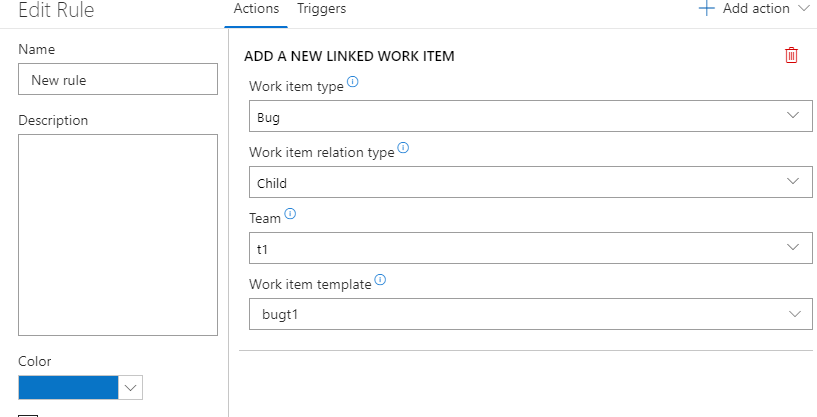 Edit Rule
Actions
Triggers
Add action
Name
New rule
Description
Color
ADD A NEW LINKED WORK ITEM
Work item type
Bug
Work item relation type
Child
Team
t1
Work item template
bugt1